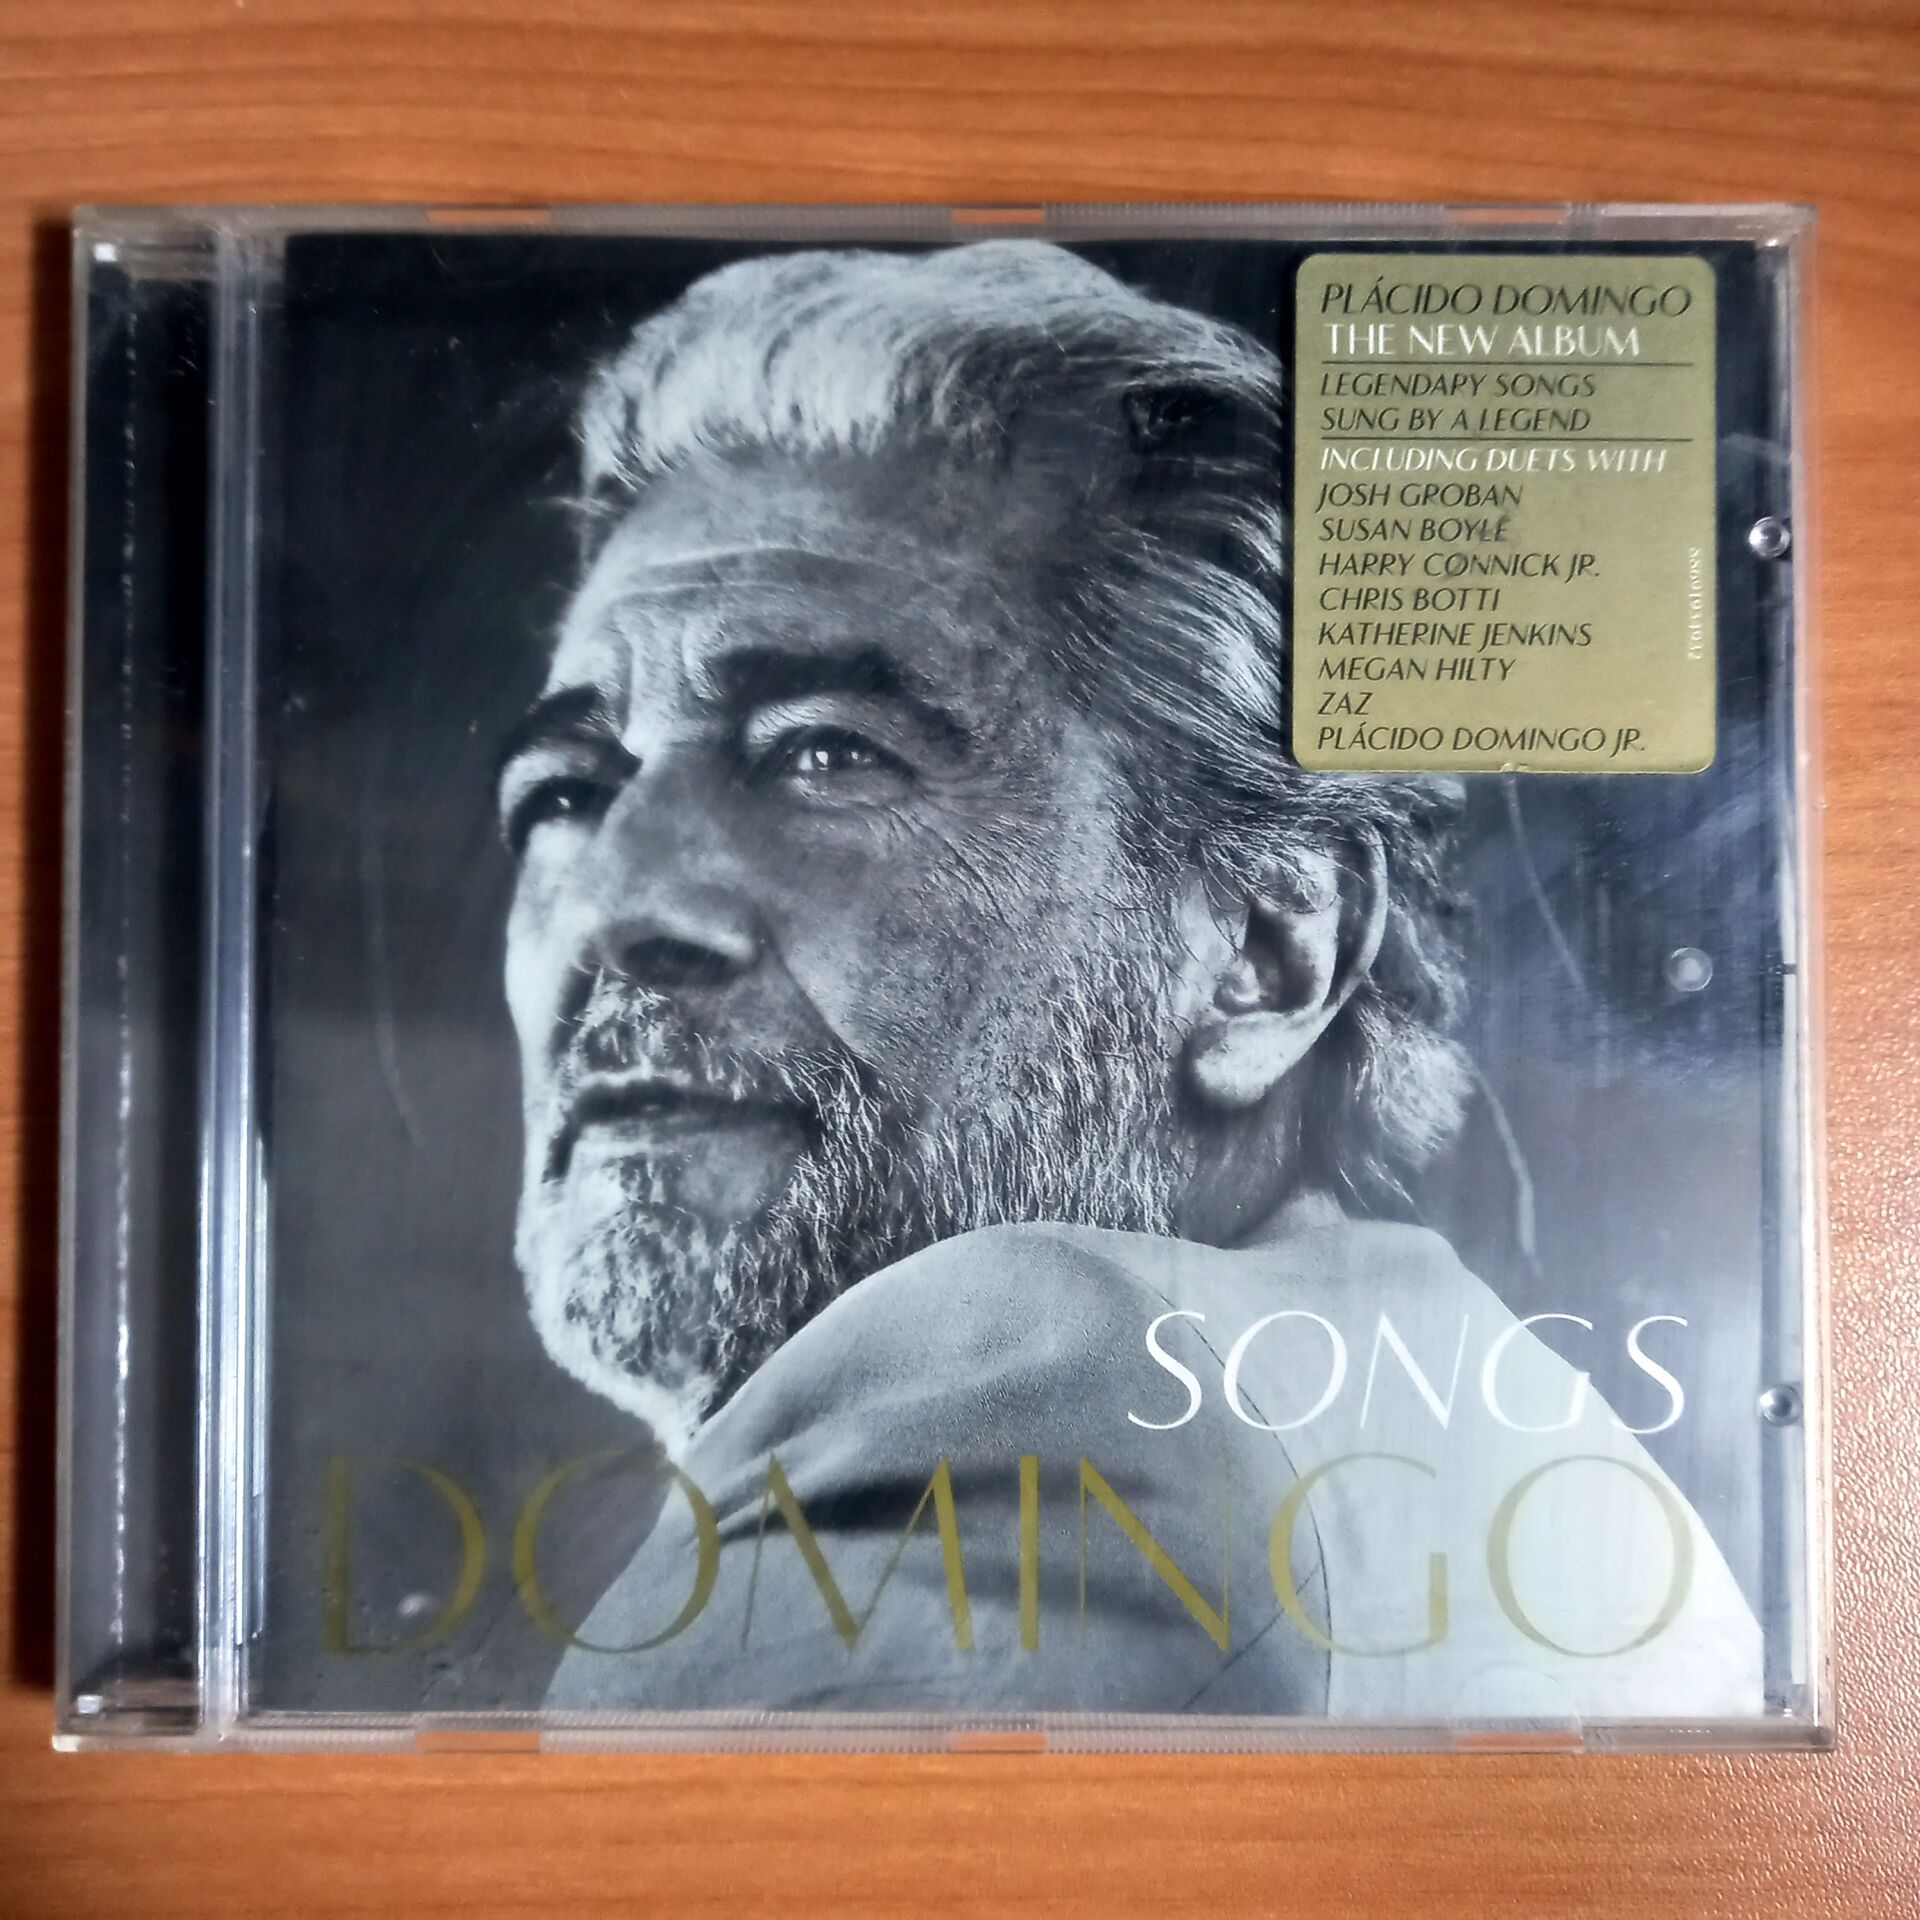 PLÁCIDO DOMINGO
THE NEW ALBUM
LEGENDARY SONGS
SUNG BY A LEGEND
INCLUDING DUETS WITH
JOSH GROBAN
SUSAN BOYLE
HARRY CONNICK JR.
CHRIS BOTTI
KATHERINE JENKINS
MEGAN HILTY
ZAZ
PLÁCIDO DOMINGO JR.
SONGS
DOMINGO